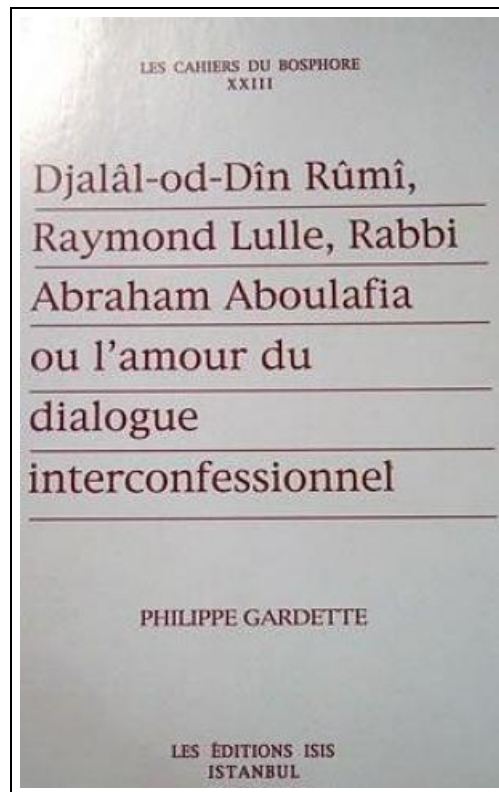 LES CAHIERS DU BOSPHORE
XXIII
Djalâl-od-Dîn Rûmî,
Raymond Lulle, Rabbi
Abraham Aboulafia
ou l'amour du
dialogue
interconfessionnel
PHILIPPE GARDETTE
LES ÉDITIONS ISIS
ISTANBUL